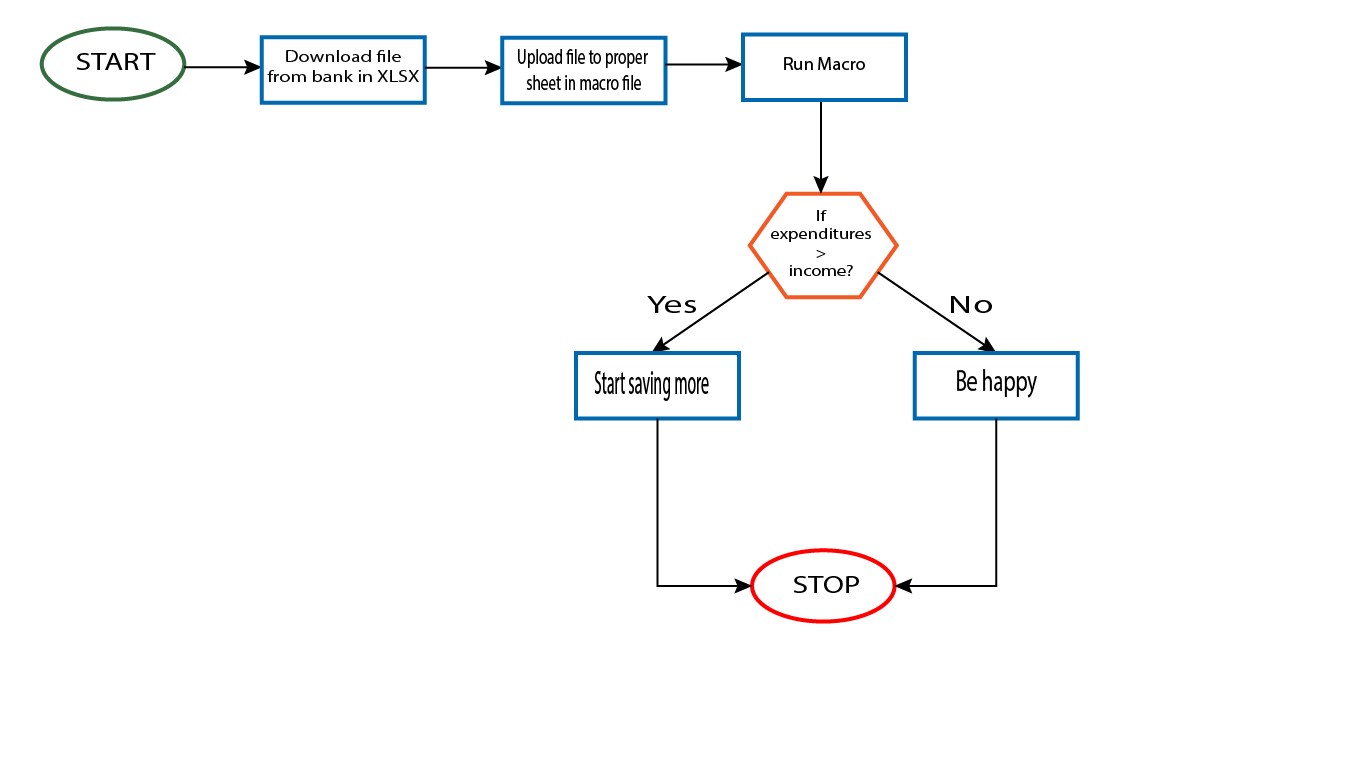 START
Download file
from bank in XLSX
Upload file to proper
sheet in macro file
Run Macro
If
expenditures
>
income?
Yes
No
Start saving more
Be happy
STOP